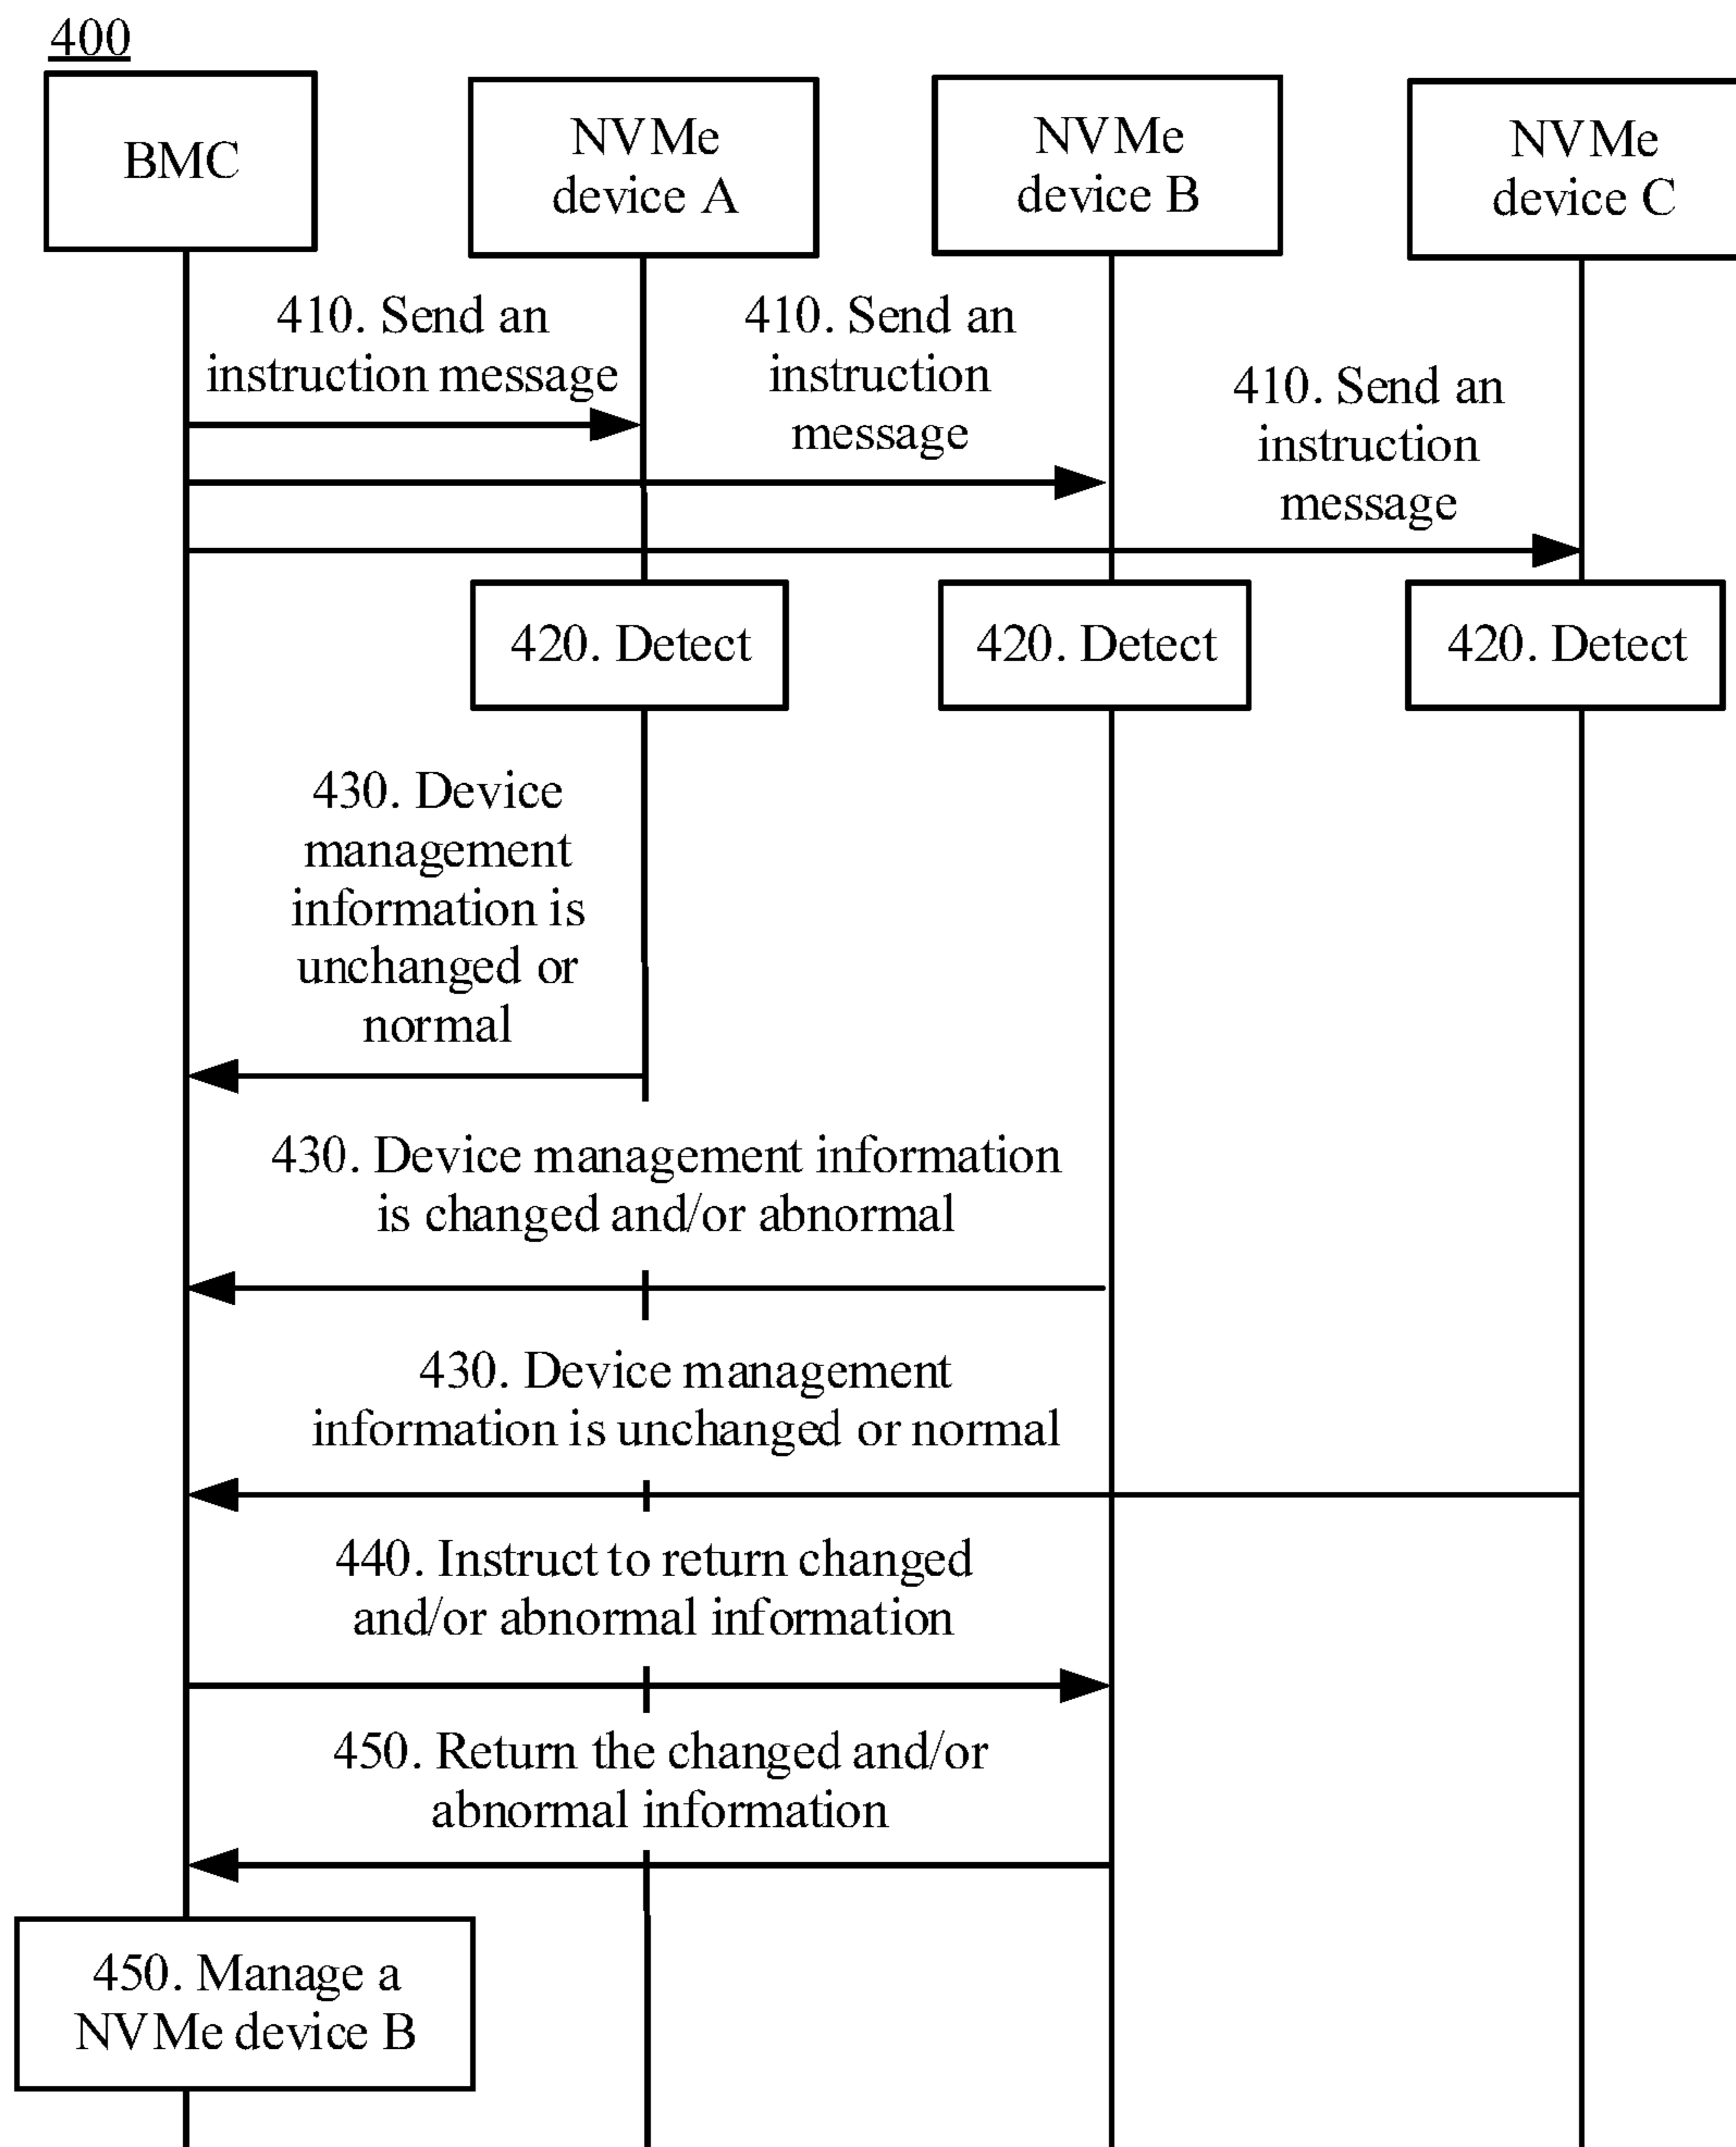 400
BMC
NVMe
device A
NVMe
device B
NVMe
device C
410. Send an
instruction message
410. Send an
instruction
message
410. Send an
instruction
message
420. Detect
420. Detect
420. Detect
430. Device
management
information is
unchanged or
normal
430. Device management information
is changed and/or abnormal
430. Device management
information is unchanged or normal
440. Instruct to return changed
and/or abnormal information
450. Return the changed and/or
abnormal information
450. Manage a
NVMe device B